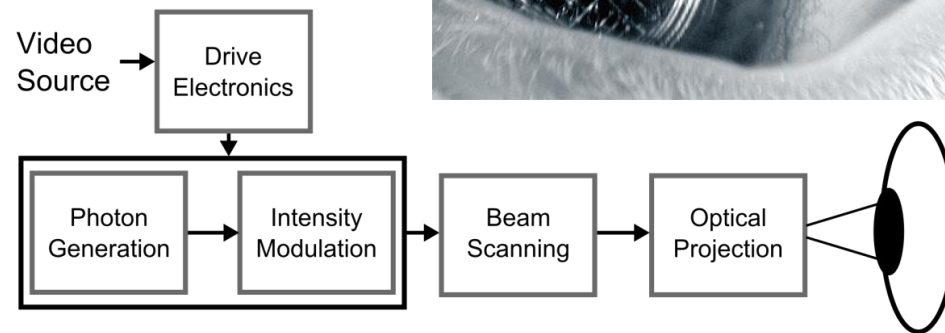 Video
Source
Drive
Electronics
Photon
Generation
Intensity
Modulation
Beam
Scanning
Optical
Projection